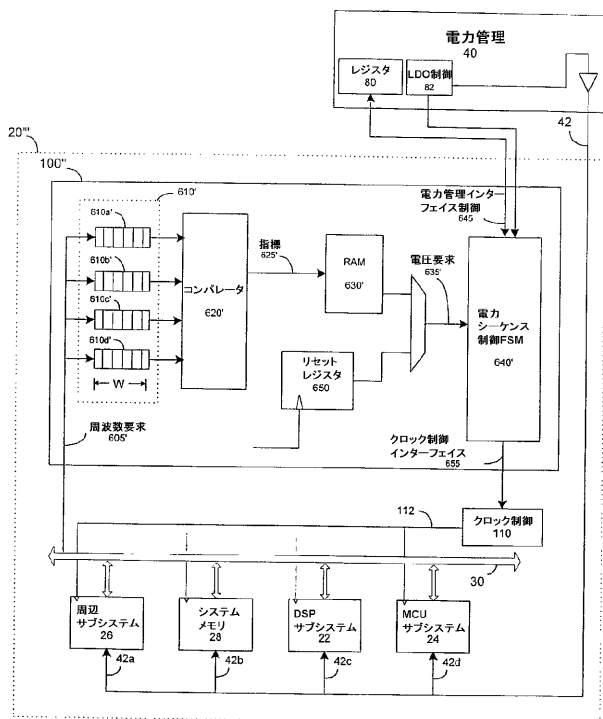 電力管理
40
レジスタ
80
LDO制御
82
42
20'''
100'''
610'
610a'
610b'
610c'
610d'
W
コンパレータ
620'
指標
625'
RAM
630'
電力管理インター
フェイス制御
645
電圧要求
635'
電力
シーケンス
制御FSM
640'
リセット
レジスタ
650
周波数要求
605'
クロック制御
インターフェイス
655
112
クロック制御
110
30
周辺
サブシステム
26
システム
メモリ
28
DSP
サブシステム
22
MCU
サブシステム
24
42a
42b
42c
42d